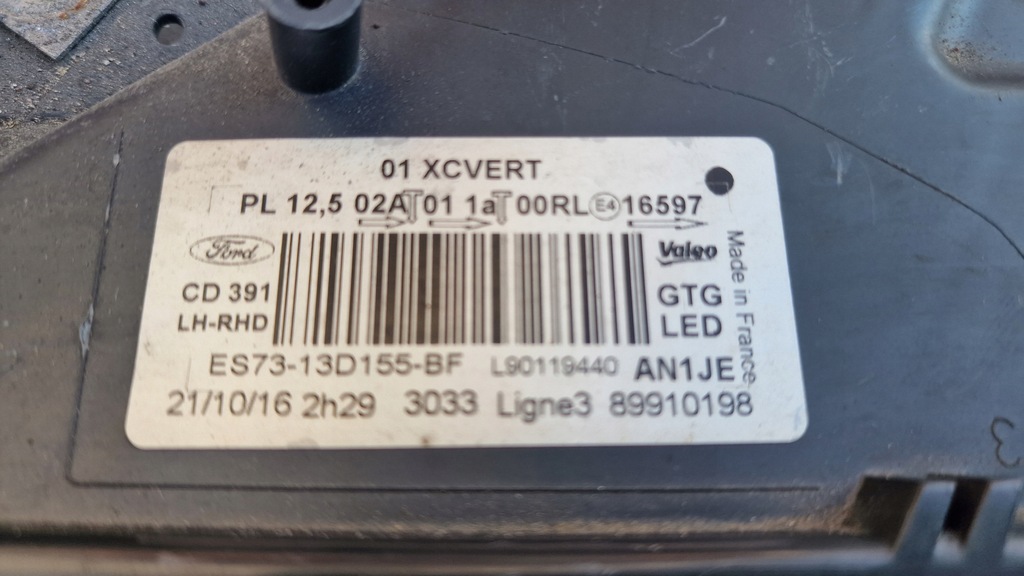 01 XCVERT
PL 12,5 02A 01 1a 00RL E4 16597
Ford
Valeo
CD 391
GTG
LH-RHD
LED
Made in France
ES73-13D155-BF L90119440 AN1JE
21/10/16 2h29 3033 Ligne3 89910198